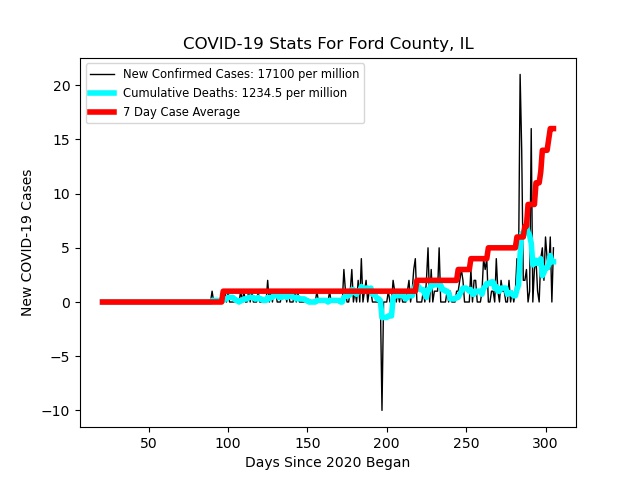 COVID-19 Stats For Ford County, IL
New Confirmed Cases: 17100 per million
Cumulative Deaths: 1234.5 per million
7 Day Case Average
New COVID-19 Cases
20
15
10
5
0
−5
−10
50 100 150 200 250 300
Days Since 2020 Began